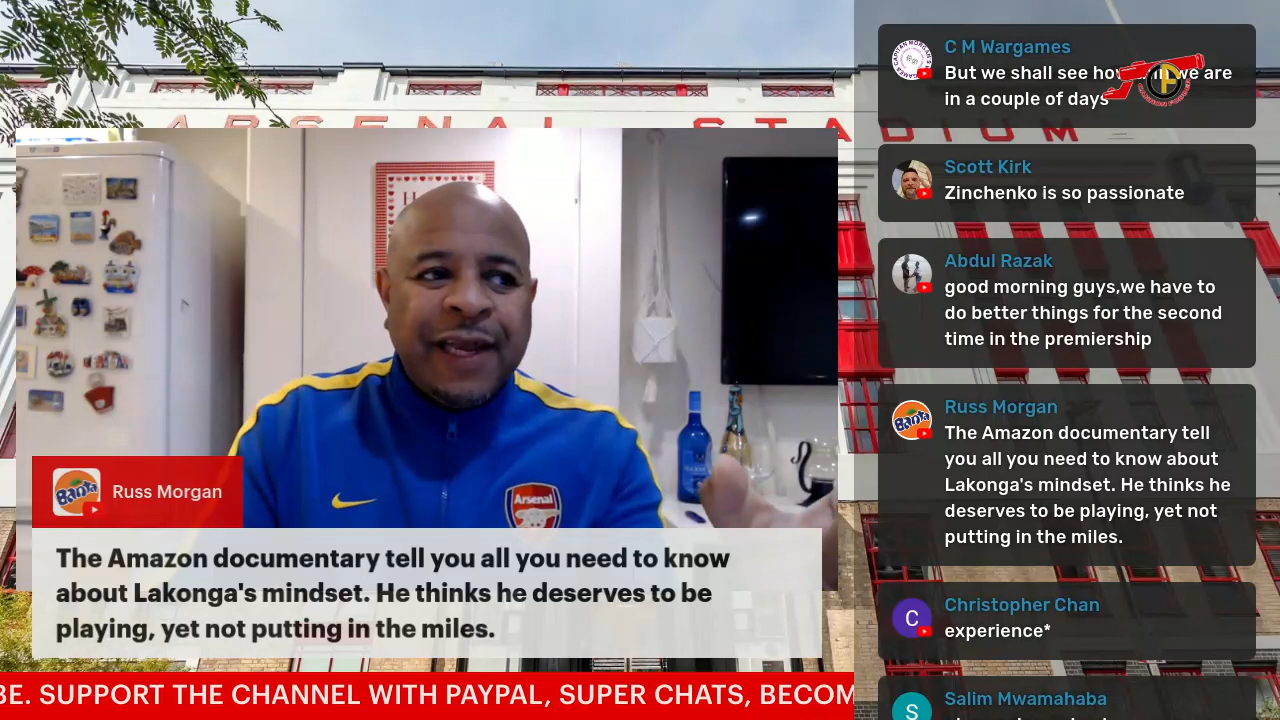 ARSENAL STADIUM
Arsenal
Russ Morgan
The Amazon documentary tell you all you need to know
about Lakonga's mindset. He thinks he deserves to be
playing, yet not putting in the miles.
BE. SUPPORT THE CHANNEL WITH PAYPAL, SUPER CHATS, BECOM
C M Wargames
But we shall see how we are
in a couple of days
Scott Kirk
Zinchenko is so passionate
Abdul Razak
good morning guys,we have to
do better things for the second
time in the premiership
Russ Morgan
The Amazon documentary tell
you all you need to know about
Lakonga's mindset. He thinks he
deserves to be playing, yet not
putting in the miles.
C
Christopher Chan
experience*
S
Salim Mwamahaba